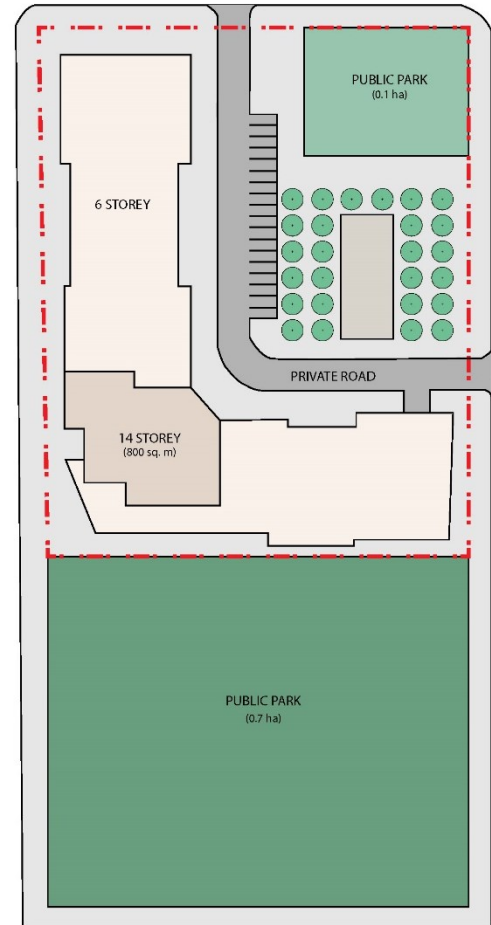 PUBLIC PARK
(0.1 ha)
6 STOREY
PRIVATE ROAD
14 STOREY
(800 sq. m)
PUBLIC PARK
(0.7 ha)